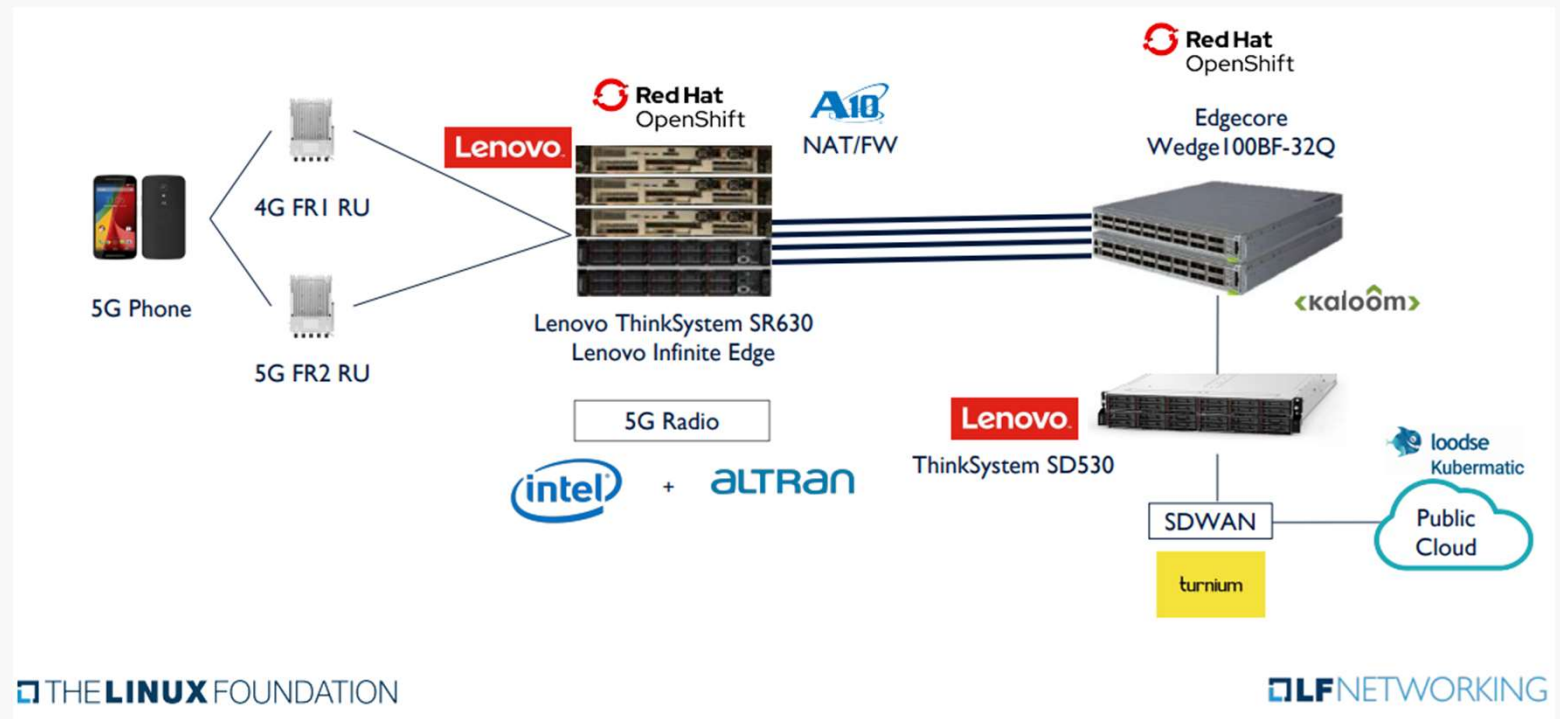 Red Hat
OpenShift
Red Hat
OpenShift
A10
NAT/FW
Edgecore
Wedge100BF-32Q
Lenovo
4G FR1 RU
5G Phone
5G FR2 RU
Lenovo ThinkSystem SR630
Lenovo Infinite Edge
kaloom
5G Radio
intel
+
ALTRAN
Lenovo
ThinkSystem SD530
loodse
Kubermatic
SDWAN
Public
Cloud
turnium
THE LINUX FOUNDATION
LFNETWORKING